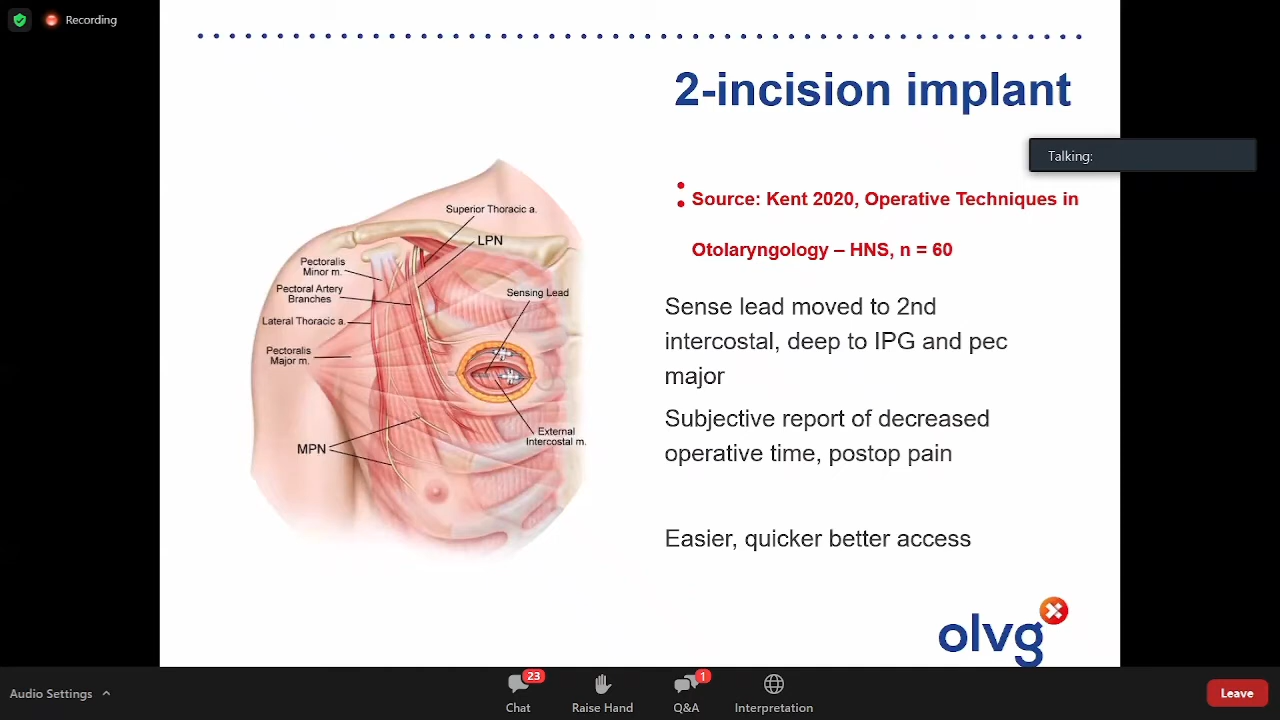 Recording
2-incision implant
Talking:
Source: Kent 2020, Operative Techniques in
Otolaryngology – HNS, n = 60
Sense lead moved to 2nd
intercostal, deep to IPG and pec
major
Subjective report of decreased
operative time, postop pain
Easier, quicker better access
Superior Thoracic a.
LPN
Pectoralis
Minor m.
Pectoral Artery
Branches
Sensing Lead
Lateral Thoracic a.
Pectoralis
Major m.
External
Intercostal m.
MPN
olvg
Audio Settings
23
Chat
Raise Hand
1
Q&A
Interpretation
Leave